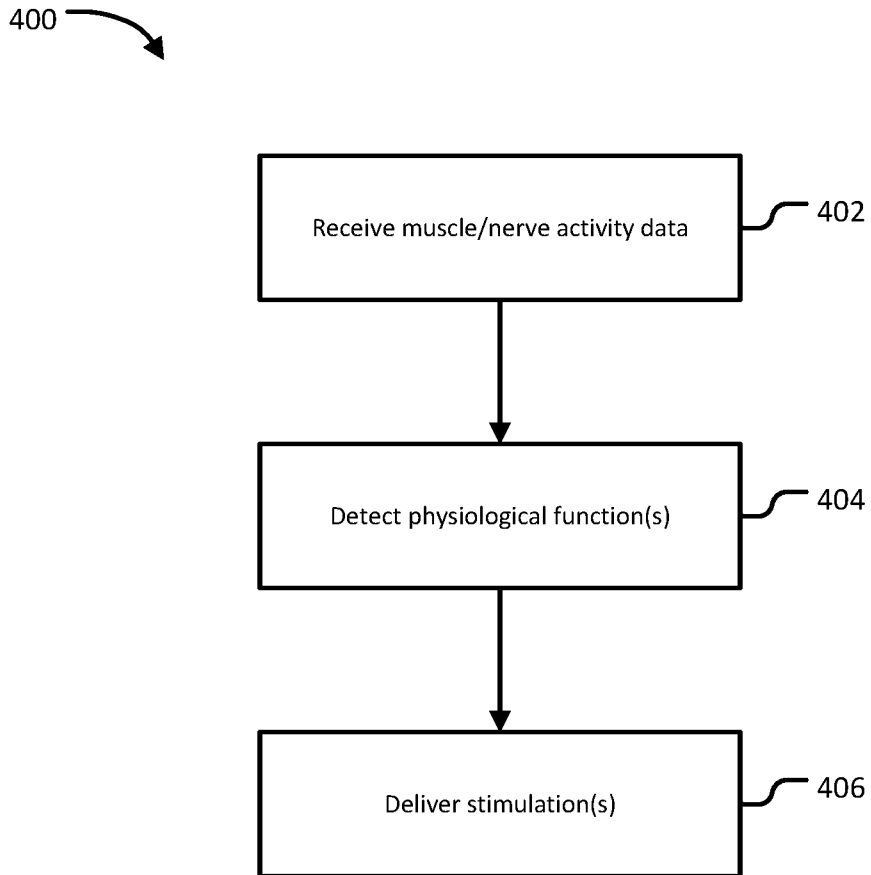 400
Receive muscle/nerve activity data
402
Detect physiological function(s)
404
Deliver stimulation(s)
406